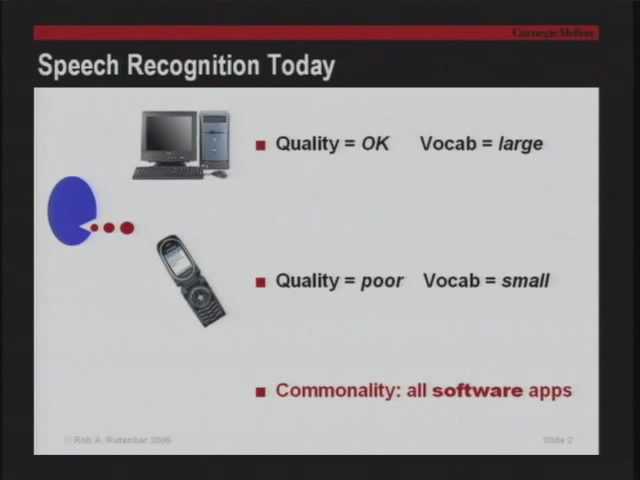 Carnegie Mellon
Speech Recognition Today
Quality = OK Vocab = large
Quality = poor Vocab = small
Commonality: all software apps
© Rob A. Rutenbar 2006 Slide 2